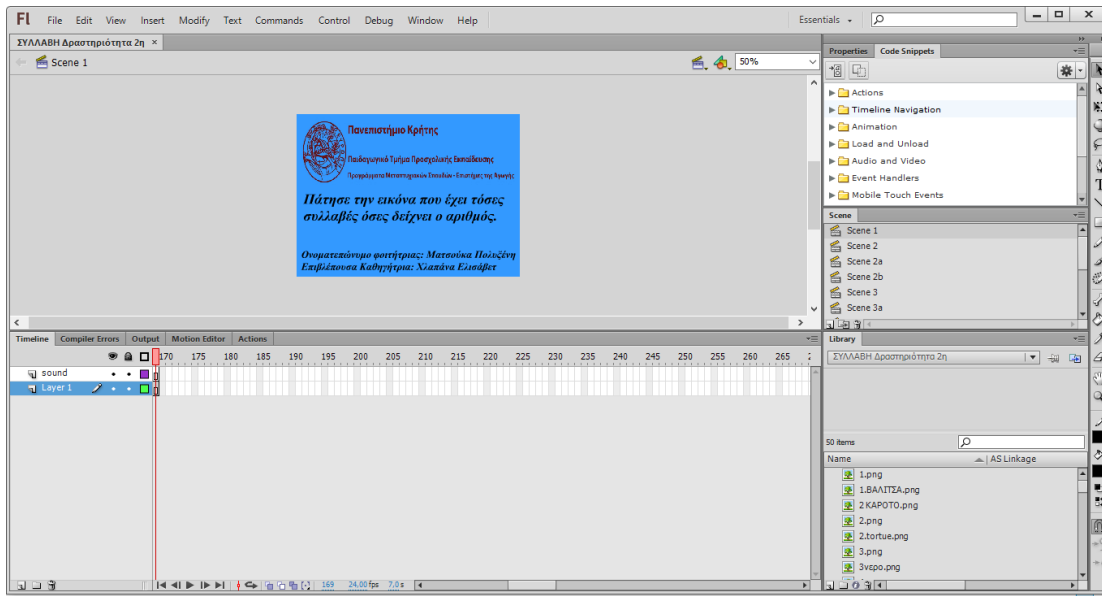 Fl File Edit View Insert Modify Text Commands Control Debug Window Help Essentials
ΣΥΛΛΑΒΗ Δραστηριότητα 2η ×
Scene 1 50%
Πανεπιστήμιο Κρήτης
Παιδαγωγικό Τμήμα Προσχολικής Εκπαίδευσης
Προγράμματα Μεταπτυχιακών Σπουδών - Επιστήμες της Αγωγής
Πάτησε την εικόνα που έχει τόσες
συλλαβές όσες δείχνει ο αριθμός.
Ονοματεπώνυμο φοιτήτριας: Ματσούκα Πολυξένη
Επιβλέπουσα Καθηγήτρια: Χλαπάνα Ελισάβετ
Properties Code Snippets
Actions
Timeline Navigation
Animation
Load and Unload
Audio and Video
Event Handlers
Mobile Touch Events
Scene
Scene 1
Scene 2
Scene 2a
Scene 2b
Scene 3
Scene 3a
Timeline Compiler Errors Output Motion Editor Actions
170 175 180 185 190 195 200 205 210 215 220 225 230 235 240 245 250 255 260 265
sound
Layer 1
169 24.00 fps 7.0 s
Library
ΣΥΛΛΑΒΗ Δραστηριότητα 2η
50 items
Name AS Linkage
1.png
1.ΒΑΛΙΤΣΑ.png
2 ΚΑΡΟΤΟ.png
2.png
2.tortue.png
3.png
3νερο.png